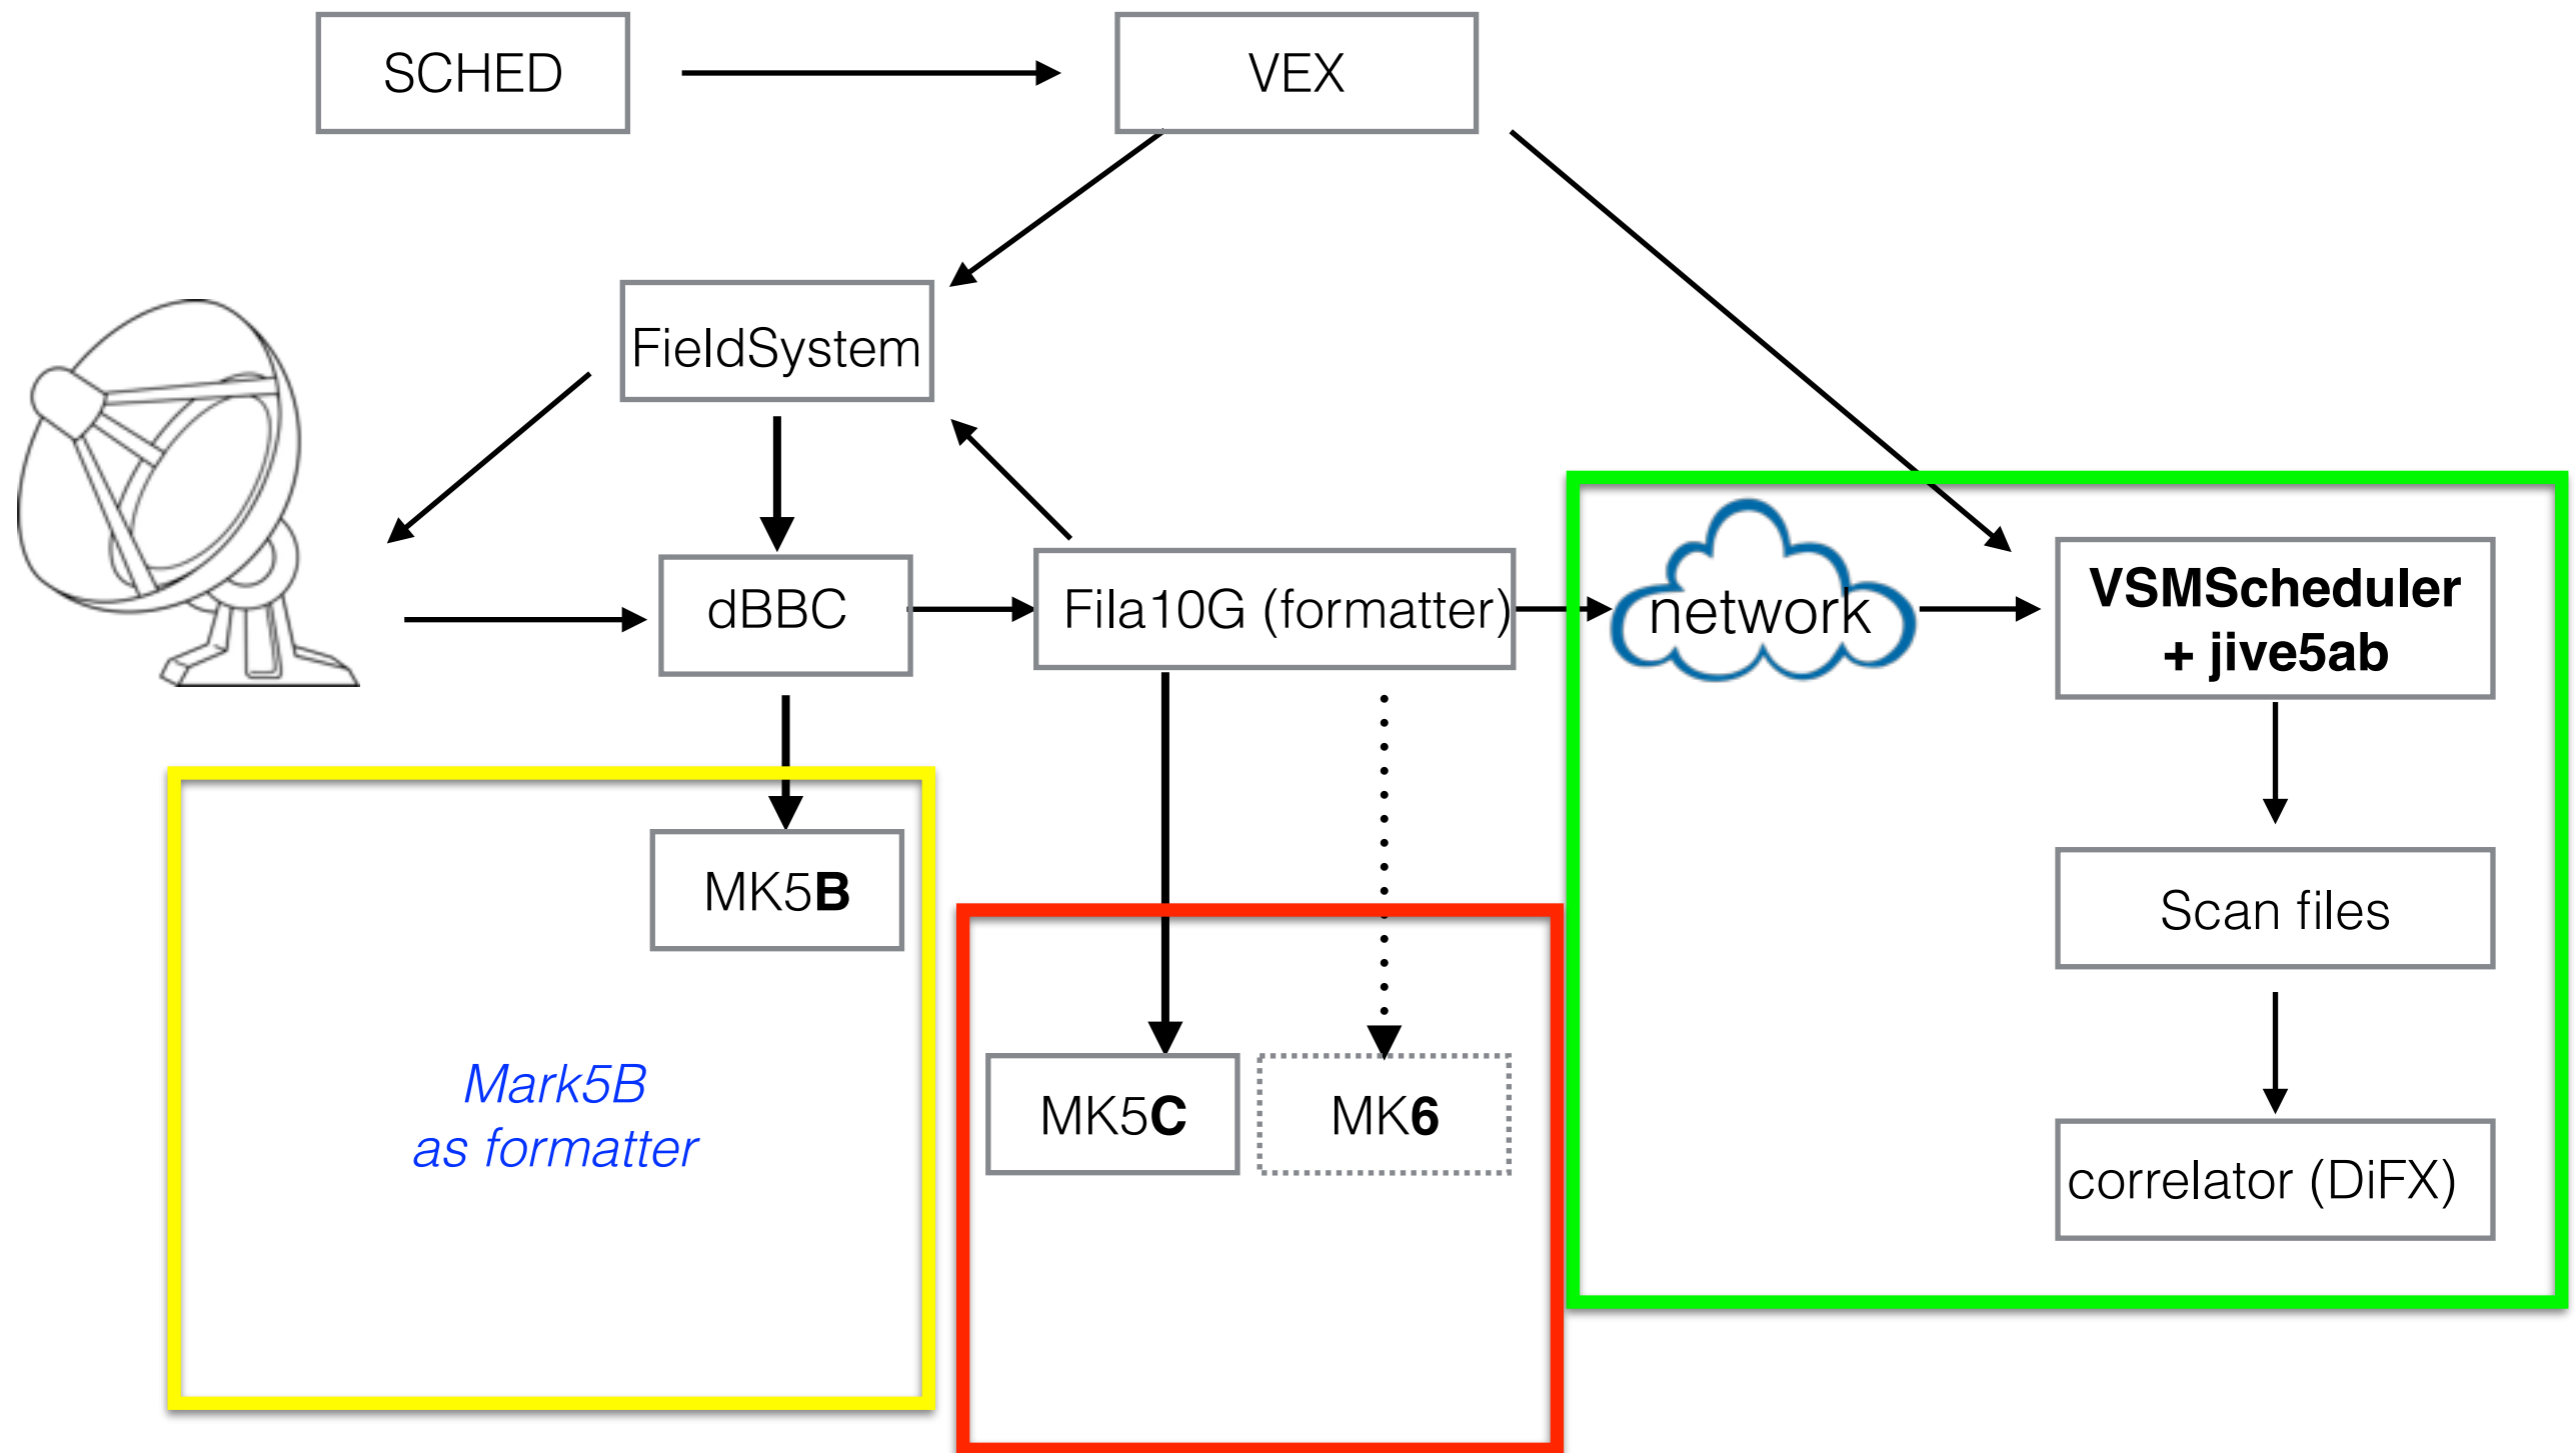 SCHED
VEX
FieldSystem
dBBC
Fila10G (formatter)
network
VSMScheduler
+ jive5ab
MK5B
Scan files
Mark5B
as formatter
MK5C
MK6
correlator (DiFX)